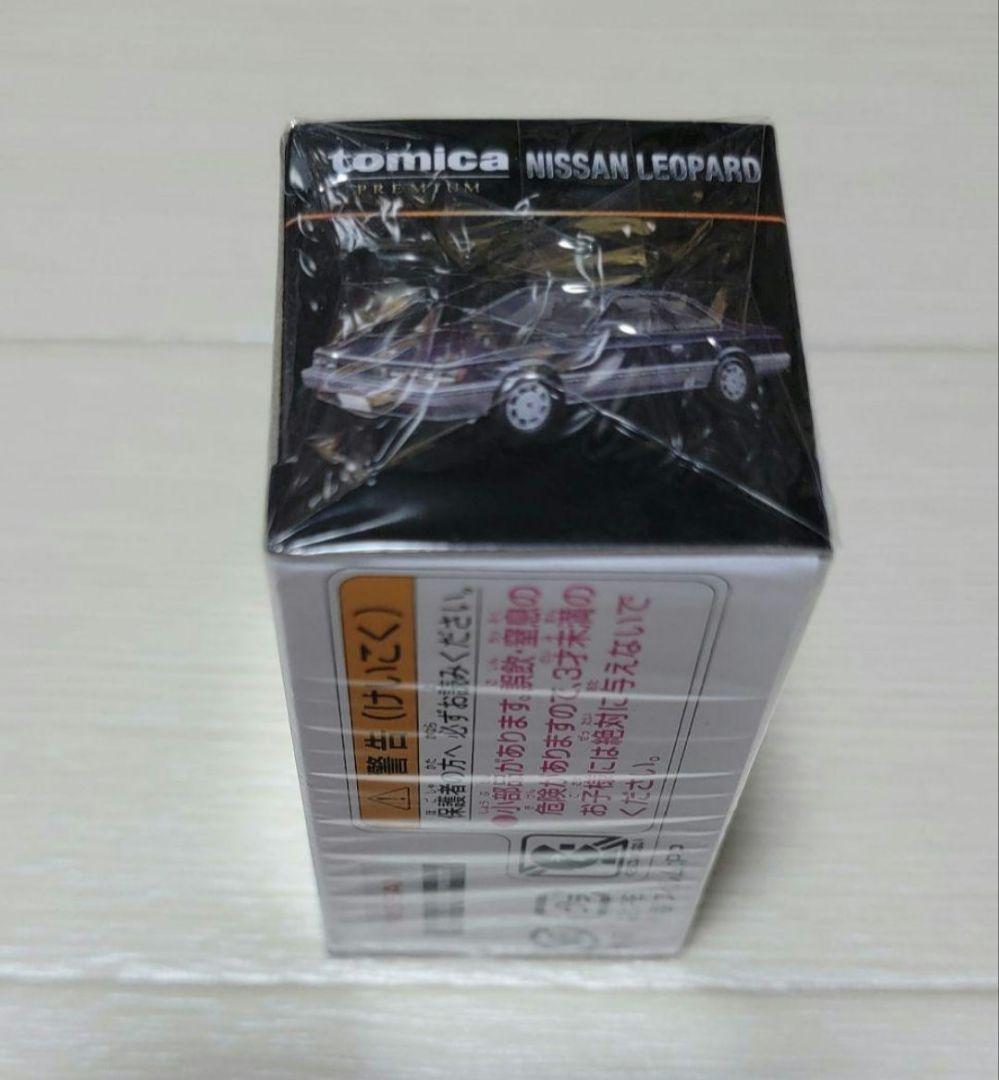 tomica NISSAN LEOPARD
PREMIUM
警告(けいこく)
保護者の方へ 必ずお読みください。
●小部品があります。誤飲・窒息の
危険がありますので、3才未満の
お子様には絶対に与えないで
ください。